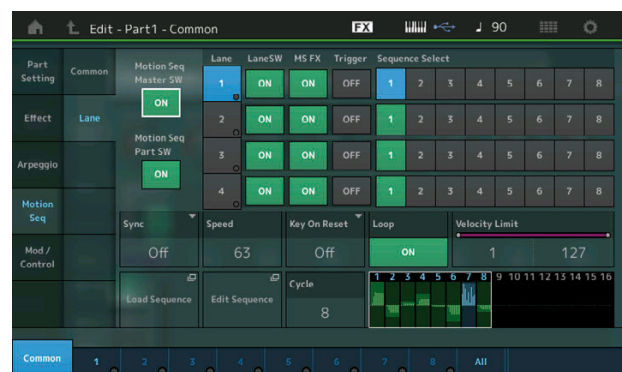 Edit - Part1 - Common FX 90
Part Setting
Common
Motion Seq Master SW
ON
Lane LaneSW MS FX Trigger Sequence Select
1 ON ON OFF 1 2 3 4 5 6 7 8
Effect
Lane
2 ON ON OFF 1 2 3 4 5 6 7 8
Motion Seq Part SW
ON
Arpeggio
3 ON ON OFF 1 2 3 4 5 6 7 8
4 ON ON OFF 1 2 3 4 5 6 7 8
Motion Seq
Sync Speed Key On Reset Loop Velocity Limit
Off 63 Off ON 1 127
Mod / Control
Load Sequence Edit Sequence Cycle
8
1 2 3 4 5 6 7 8 9 10 11 12 13 14 15 16
Common 1 2 3 4 5 6 7 8 All